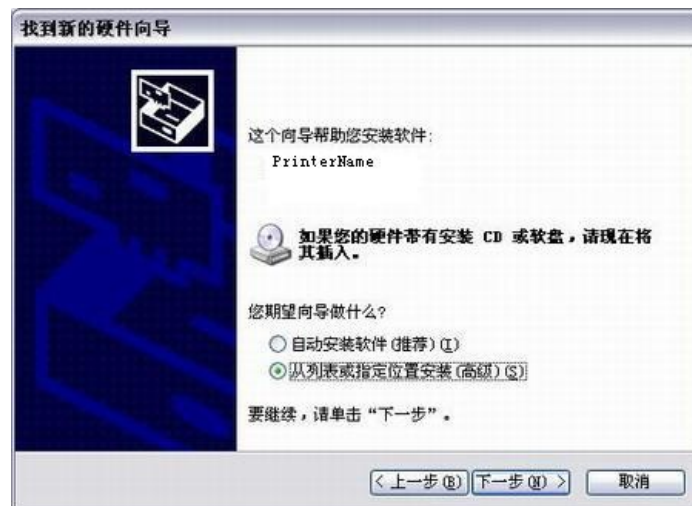 找到新的硬件向导
这个向导帮助您安装软件:
PrinterName
如果您的硬件带有安装 CD 或软盘，请现在将
其插入。
您期望向导做什么?
自动安装软件(推荐)(I)
从列表或指定位置安装(高级)(S)
要继续，请单击“下一步”。
< 上一步(B) 下一步(N) > 取消